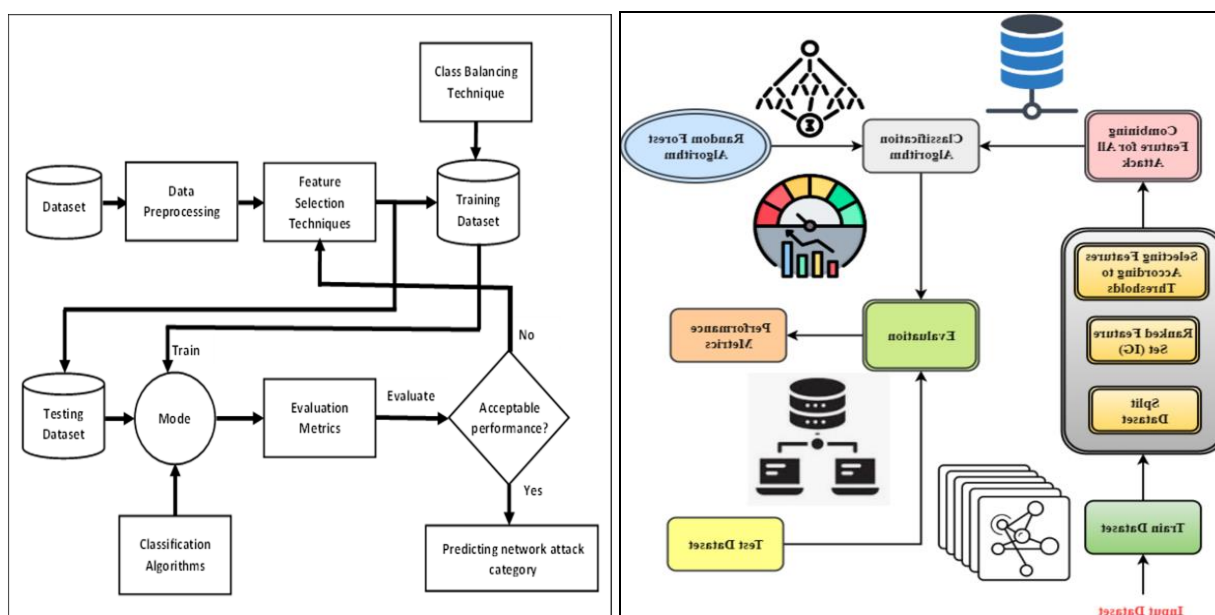 Class Balancing
Technique
Dataset
Data
Preprocessing
Feature
Selection
Techniques
Training
Dataset
No
Train
Testing
Dataset
Mode
Evaluation
Metrics
Evaluate
Acceptable
performance?
Yes
Classification
Algorithms
Predicting network attack
category
Random Forest
Algorithm
Classification
Algorithm
Combining
Feature for All
Attack
Selecting Features
According to
Thresholds
Ranked Feature
Set (IG)
Split
Dataset
Performance
Metrics
Evaluation
Test Dataset
Train Dataset
Input Dataset